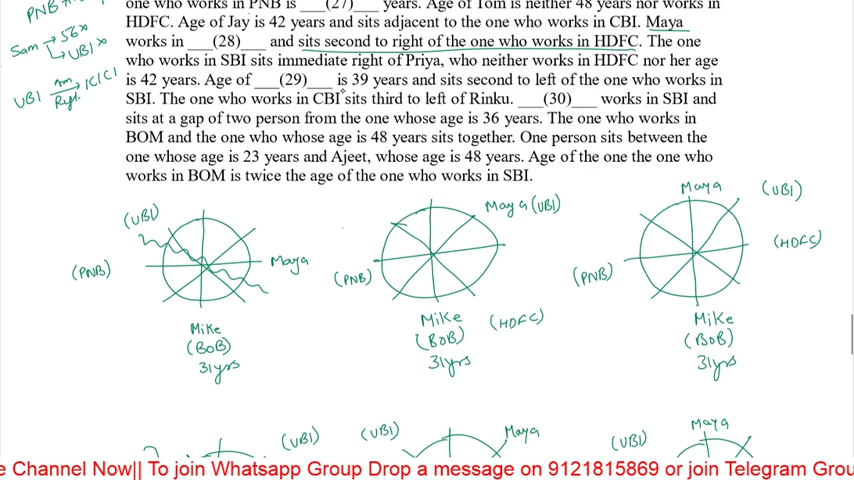 one who works in PNB is ___(27)___ years. Age of Tom is neither 48 years nor works in
HDFC. Age of Jay is 42 years and sits adjacent to the one who works in CBI. Maya
works in ___(28)___ and sits second to right of the one who works in HDFC. The one
who works in SBI sits immediate right of Priya, who neither works in HDFC nor her age
is 42 years. Age of ___(29)___ is 39 years and sits second to left of the one who works in
SBI. The one who works in CBI sits third to left of Rinku. ___(30)___ works in SBI and
sits at a gap of two person from the one whose age is 36 years. The one who works in
BOM and the one whose age is 48 years sits together. One person sits between the
one whose age is 23 years and Ajeet, whose age is 48 years. Age of the one the one who
works in BOM is twice the age of the one who works in SBI.
PNB
Sam → 56 x
→ UBI x
UBI → ICICI
(UBI)
(PNB)
Maya
Mike
(BoB)
31yrs
Maya (UBI)
(PNB)
Mike (HDFC)
(BoB)
31yrs
Maya (UBI)
(HDFC)
(PNB)
Mike
(BoB)
31yrs
(UBI)
(UBI) Maya
(UBI) Maya
e Channel Now|| To join Whatsapp Group Drop a message on 9121815869 or join Telegram Grou